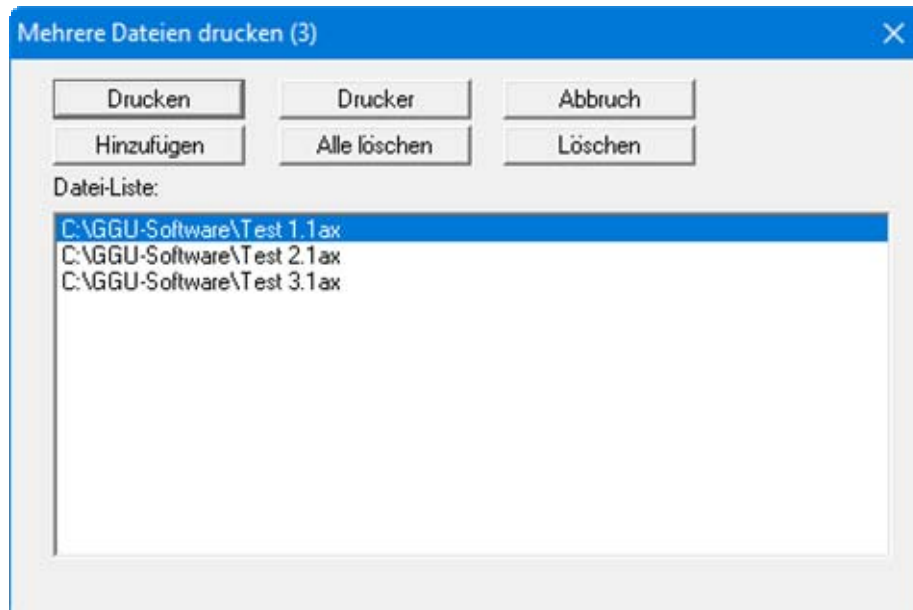 Mehrere Dateien drucken (3)
Drucken Drucker Abbruch
Hinzufügen Alle löschen Löschen
Datei-Liste:
C:\GGU-Software\Test 1.1ax
C:\GGU-Software\Test 2.1ax
C:\GGU-Software\Test 3.1ax